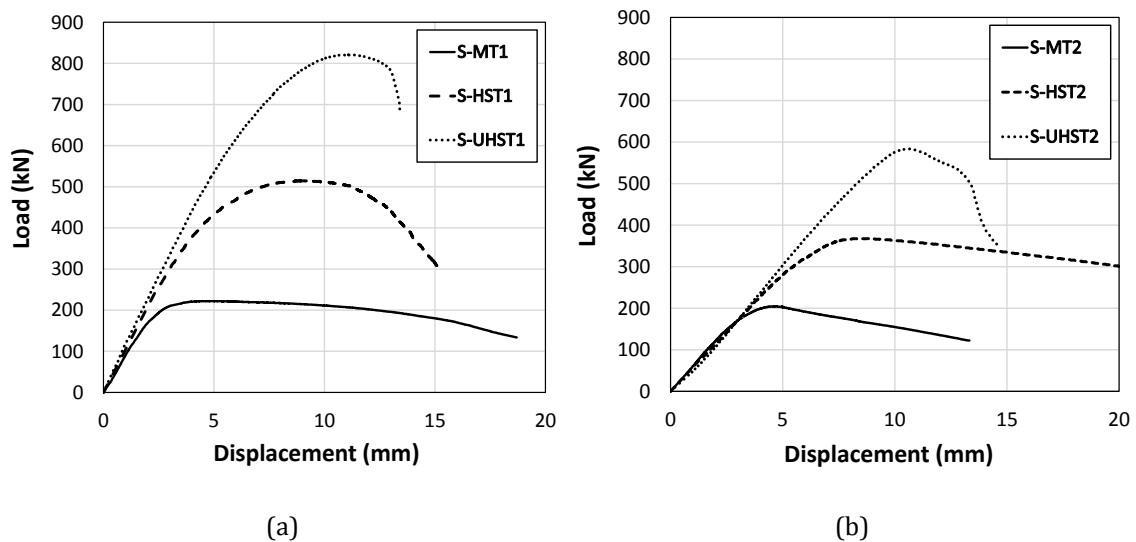 900
800
700
600
500
400
300
200
100
0
Load (kN)
S-MT1
S-HST1
S-UHST1
0 5 10 15 20
Displacement (mm)
(a)
900
800
700
600
500
400
300
200
100
0
Load (kN)
S-MT2
S-HST2
S-UHST2
0 5 10 15 20
Displacement (mm)
(b)